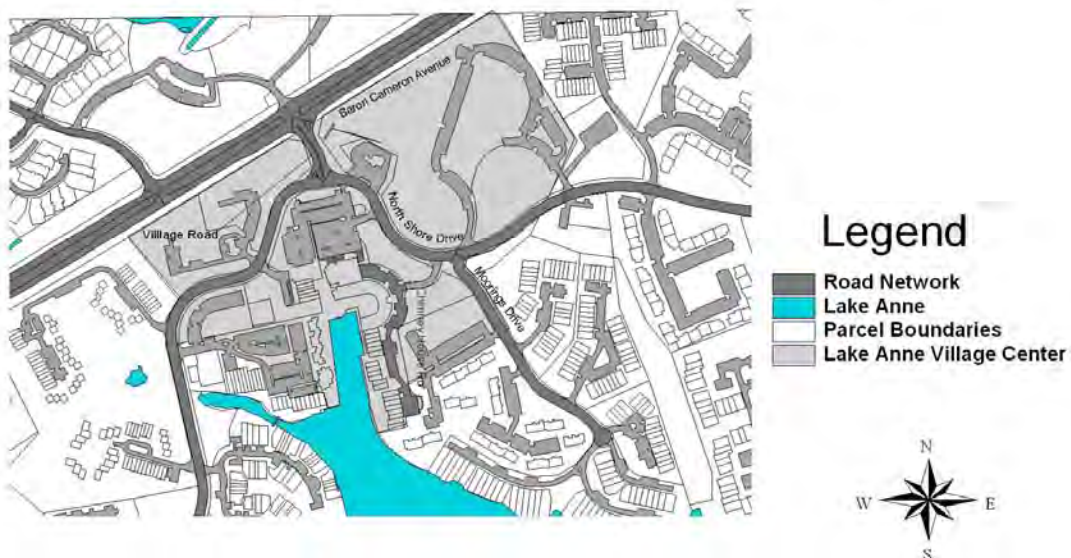 Baron Cameron Avenue
North Shore Drive
Village Road
Moorings Drive
Legend
Road Network
Lake Anne
Parcel Boundaries
Lake Anne Village Center
N
W
E
S